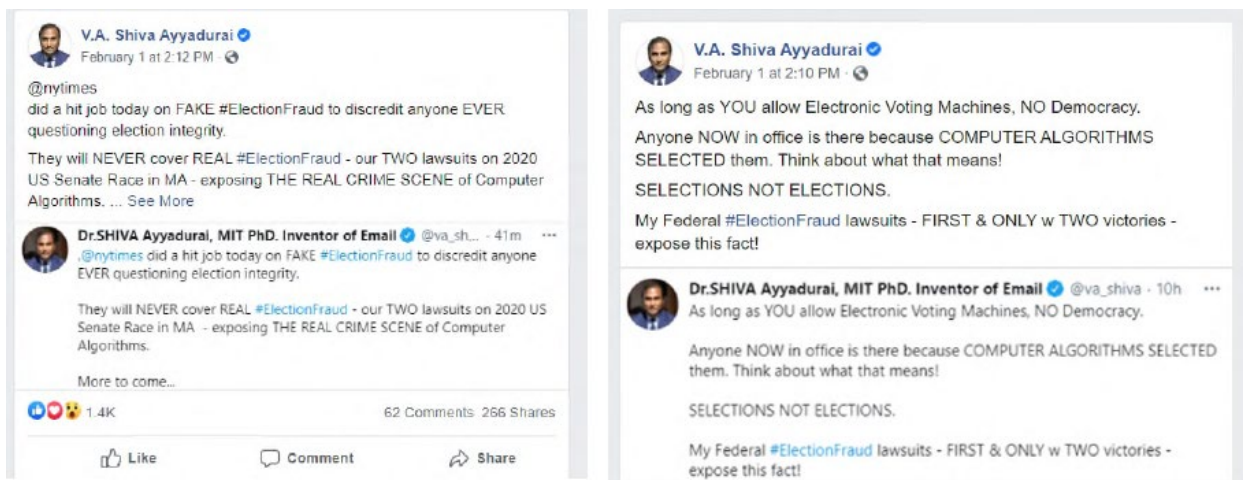 V.A. Shiva Ayyadurai
February 1 at 2:12 PM ·
@nytimes
did a hit job today on FAKE #ElectionFraud to discredit anyone EVER
questioning election integrity.
They will NEVER cover REAL #ElectionFraud - our TWO lawsuits on 2020
US Senate Race in MA - exposing THE REAL CRIME SCENE of Computer
Algorithms. ... See More
Dr.SHIVA Ayyadurai, MIT PhD. Inventor of Email @va_sh... · 41m ···
.@nytimes did a hit job today on FAKE #ElectionFraud to discredit anyone
EVER questioning election integrity.
They will NEVER cover REAL #ElectionFraud - our TWO lawsuits on 2020 US
Senate Race in MA - exposing THE REAL CRIME SCENE of Computer
Algorithms.
More to come...
1.4K 62 Comments 266 Shares
Like Comment Share
V.A. Shiva Ayyadurai
February 1 at 2:10 PM ·
As long as YOU allow Electronic Voting Machines, NO Democracy.
Anyone NOW in office is there because COMPUTER ALGORITHMS
SELECTED them. Think about what that means!
SELECTIONS NOT ELECTIONS.
My Federal #ElectionFraud lawsuits - FIRST & ONLY w TWO victories -
expose this fact!
Dr.SHIVA Ayyadurai, MIT PhD. Inventor of Email @va_shiva · 10h ···
As long as YOU allow Electronic Voting Machines, NO Democracy.
Anyone NOW in office is there because COMPUTER ALGORITHMS SELECTED
them. Think about what that means!
SELECTIONS NOT ELECTIONS.
My Federal #ElectionFraud lawsuits - FIRST & ONLY w TWO victories -
expose this fact!